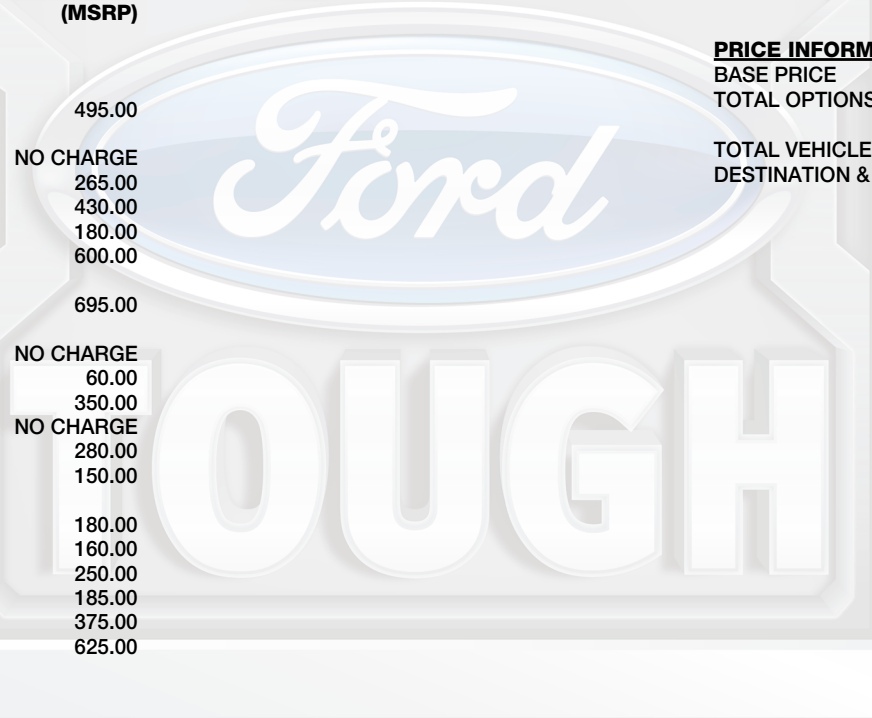 (MSRP)
495.00
NO CHARGE
265.00
430.00
180.00
600.00
695.00
NO CHARGE
60.00
350.00
NO CHARGE
280.00
150.00
180.00
160.00
250.00
185.00
375.00
625.00
PRICE INFORM
BASE PRICE
TOTAL OPTIONS
TOTAL VEHICLE
DESTINATION &
Ford
TOUGH